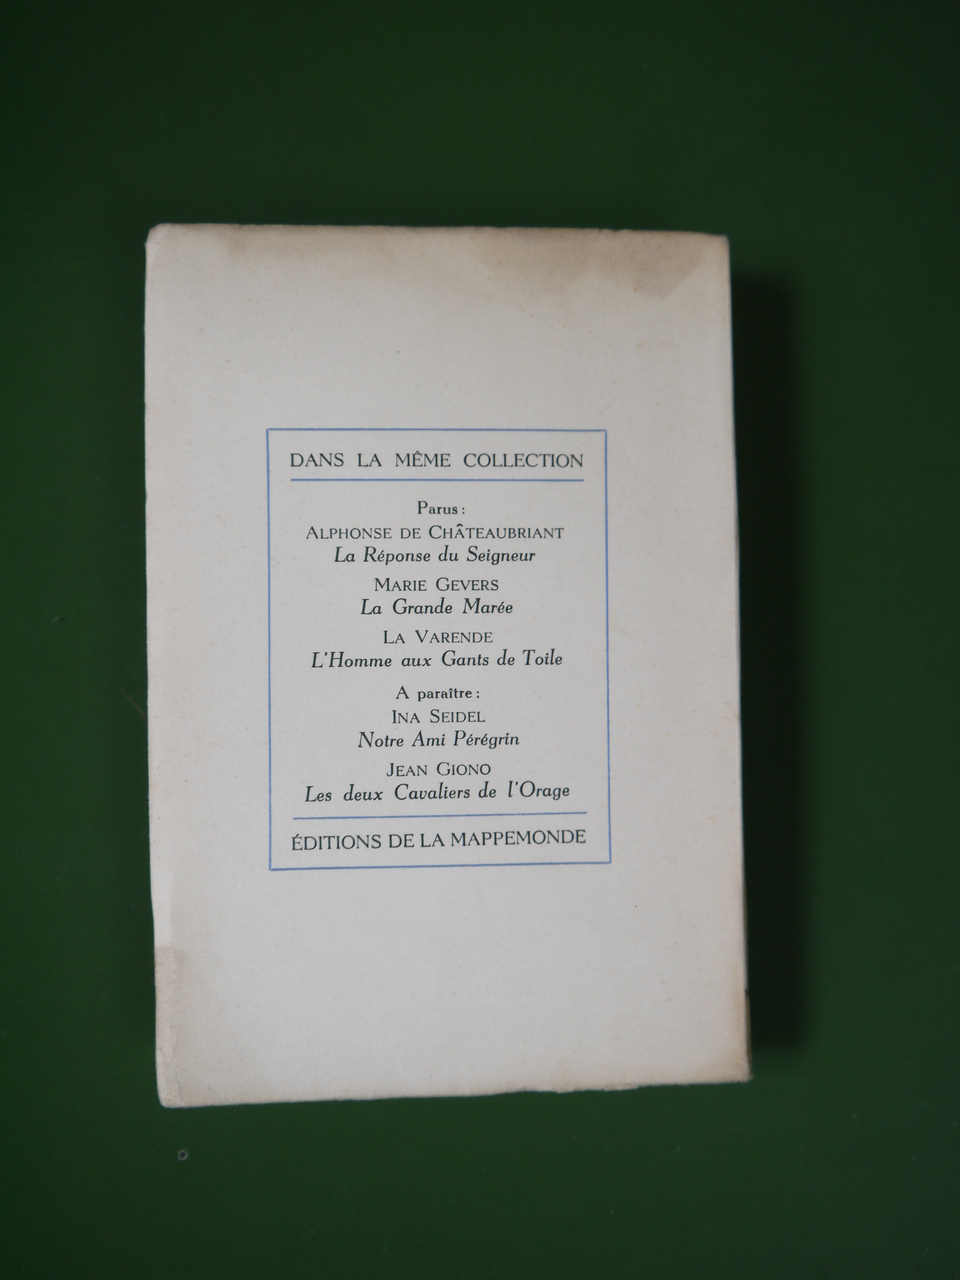 DANS LA MÊME COLLECTION
Parus :
ALPHONSE DE CHÂTEAUBRIANT
La Réponse du Seigneur
MARIE GEVERS
La Grande Marée
LA VARENDE
L'Homme aux Gants de Toile
A paraître :
INA SEIDEL
Notre Ami Pérégrin
JEAN GIONO
Les deux Cavaliers de l'Orage
ÉDITIONS DE LA MAPPEMONDE